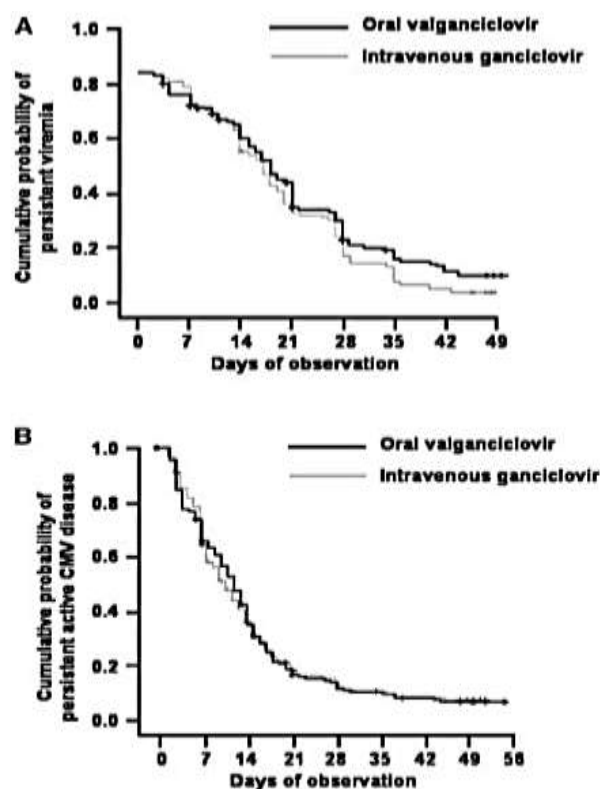 A
Oral valganciclovir
Intravenous ganciclovir
Cumulative probability of
persistent viremia
1.0
0.8
0.6
0.4
0.2
0.0
0 7 14 21 28 35 42 49
Days of observation
B
Oral valganciclovir
Intravenous ganciclovir
Cumulative probability of
persistent active CMV disease
1.0
0.8
0.6
0.4
0.2
0.0
0 7 14 21 28 35 42 49 56
Days of observation